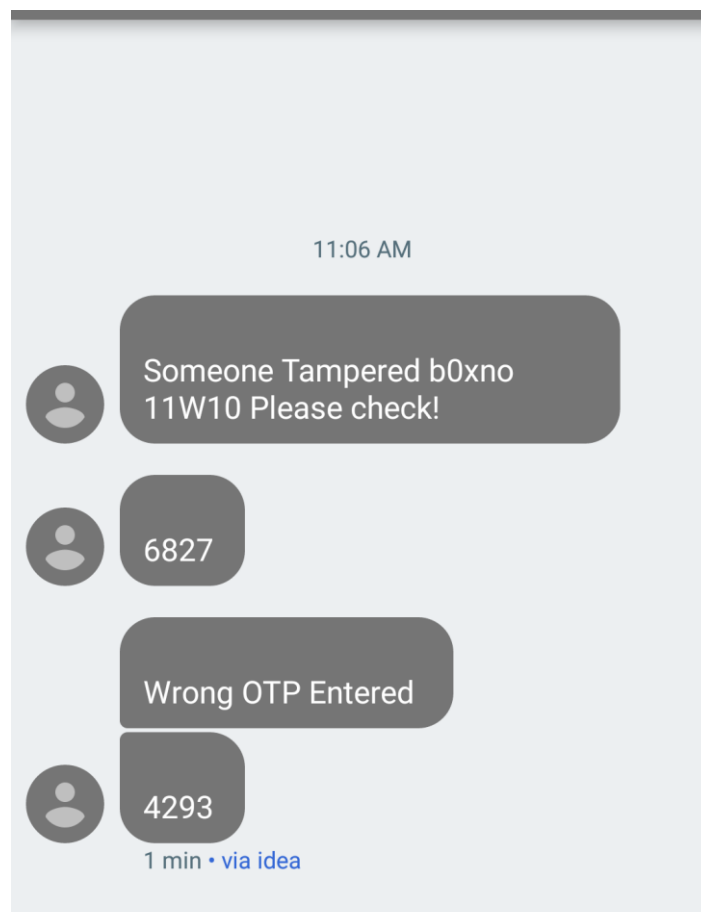 11:06 AM
Someone Tampered b0xno
11W10 Please check!
6827
Wrong OTP Entered
4293
1 min • via idea